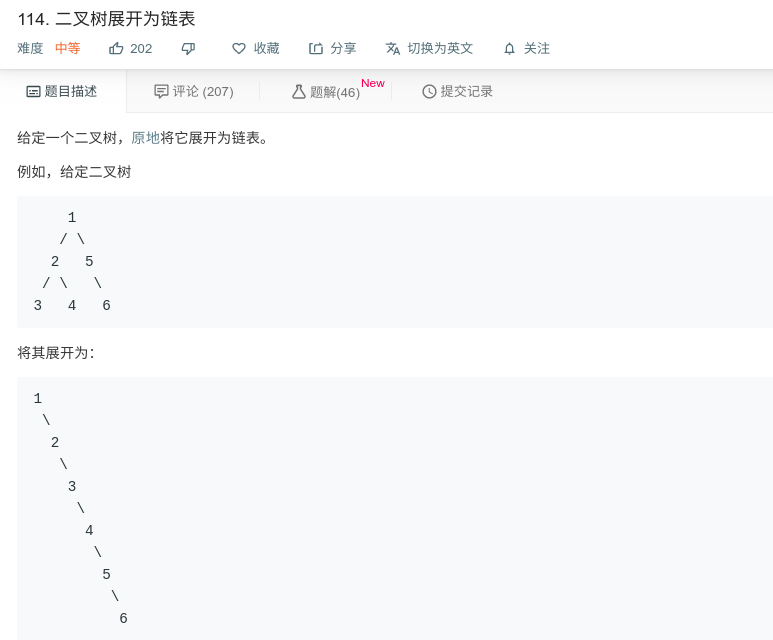 114. 二叉树展开为链表
难度 中等 202 收藏 分享 切换为英文 关注
题目描述 评论 (207) 题解(46) New 提交记录
给定一个二叉树，原地将它展开为链表。
例如，给定二叉树
1
/ \
2 5
/ \ \
3 4 6
将其展开为：
1
\
2
\
3
\
4
\
5
\
6